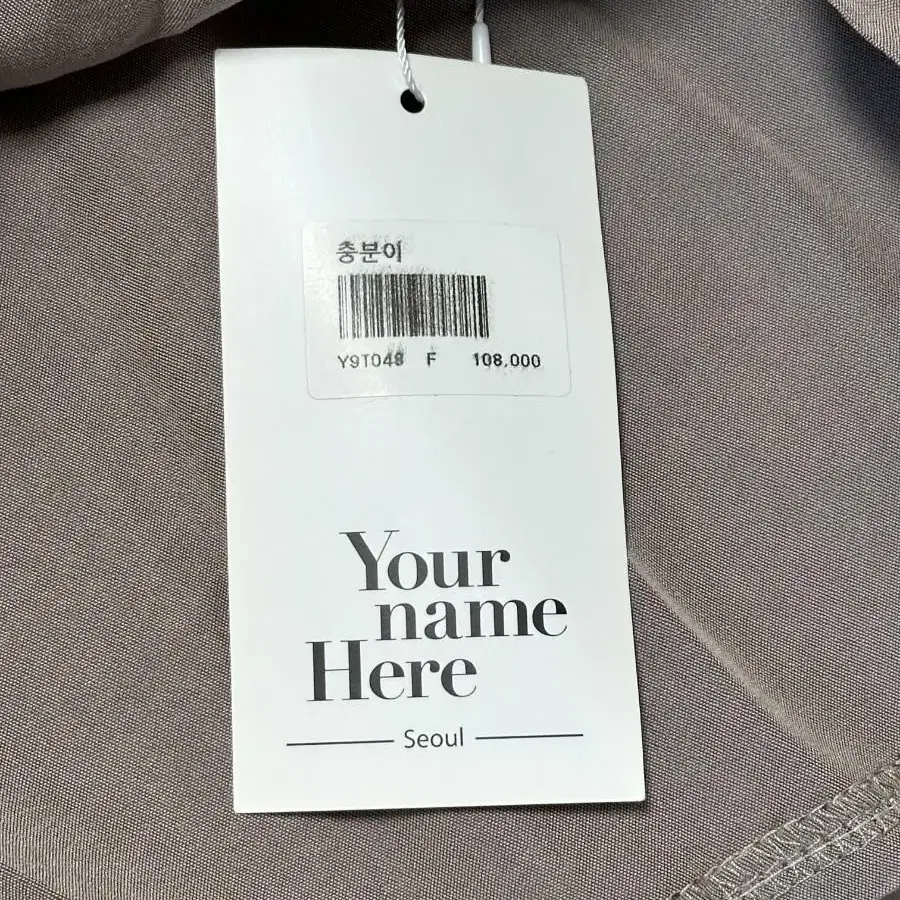 충분이
Y9T048 F 108,000
Your
name
Here
Seoul